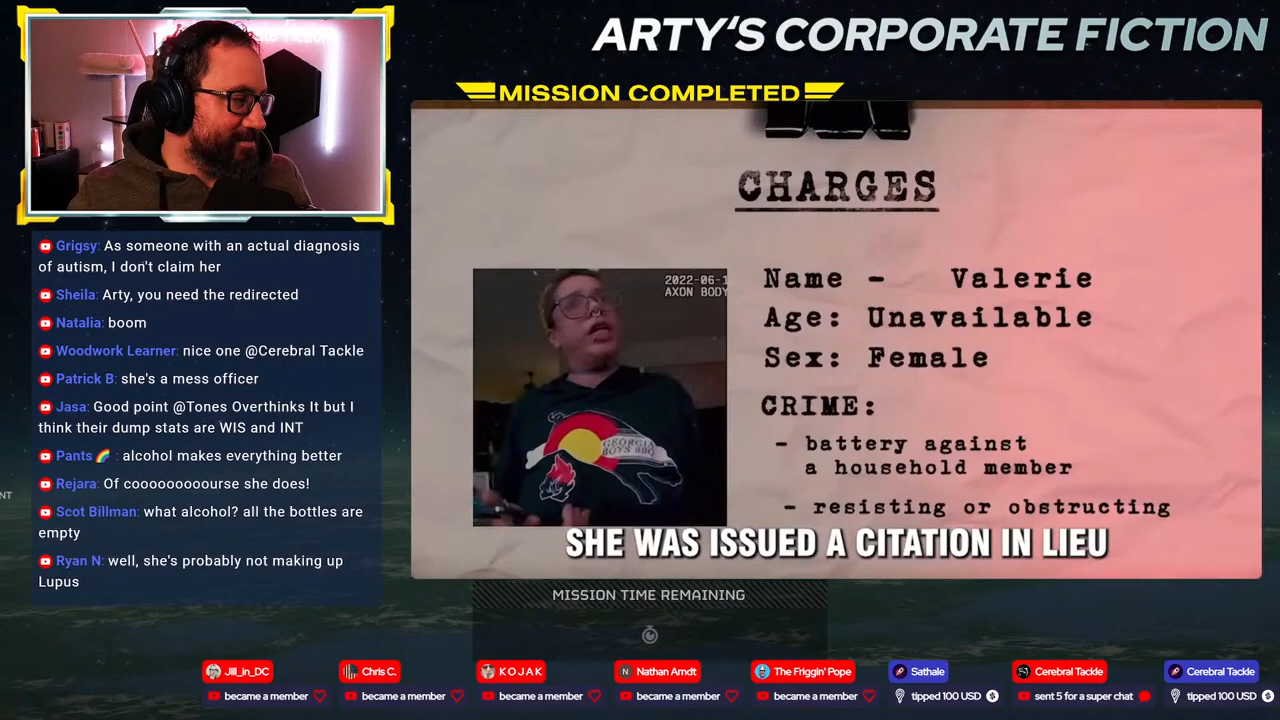 ARTY'S CORPORATE FICTION
MISSION COMPLETED
CHARGES
2022-06-1
AXON BODY
Name - Valerie
Age: Unavailable
Sex: Female
CRIME:
- battery against
a household member
- resisting or obstructing
GEORGIA
BOYS BBQ
SHE WAS ISSUED A CITATION IN LIEU
Grigsy: As someone with an actual diagnosis
of autism, I don't claim her
Sheila: Arty, you need the redirected
Natalia: boom
Woodwork Learner: nice one @Cerebral Tackle
Patrick B: she's a mess officer
Jasa: Good point @Tones Overthinks It but I
think their dump stats are WIS and INT
Pants🌈 : alcohol makes everything better
Rejara: Of cooooooooourse she does!
Scot Billman: what alcohol? all the bottles are
empty
Ryan N: well, she's probably not making up
Lupus
NT
MISSION TIME REMAINING
Jill_in_DC
became a member
Chris C.
became a member
K O J A K
became a member
Nathan Arndt
became a member
The Friggin' Pope
became a member
Sathale
tipped 100 USD
Cerebral Tackle
sent 5 for a super chat
Cerebral Tackle
tipped 100 USD